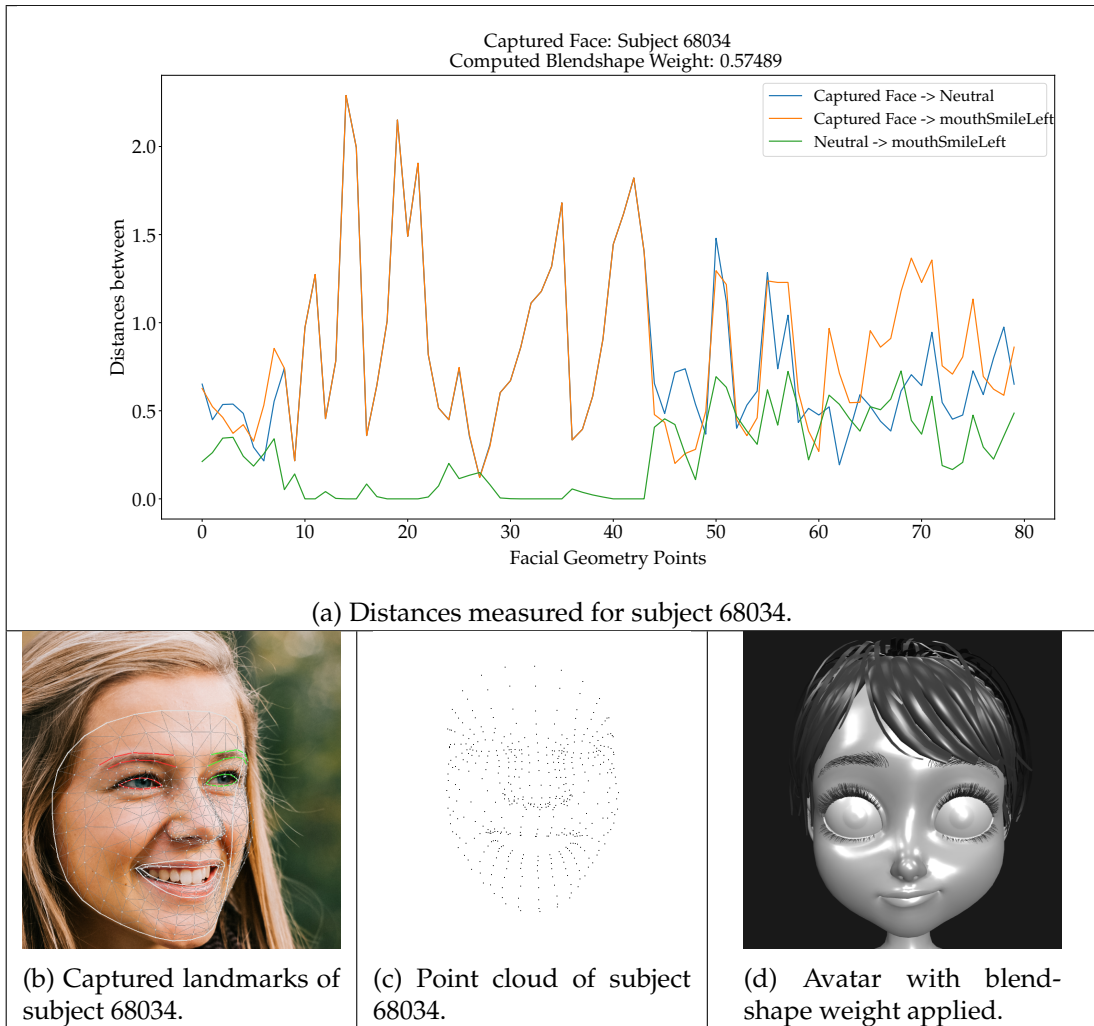 Captured Face: Subject 68034
Computed Blendshape Weight: 0.57489
Captured Face -> Neutral
Captured Face -> mouthSmileLeft
Neutral -> mouthSmileLeft
Distances between
2.0
1.5
1.0
0.5
0.0
0 10 20 30 40 50 60 70 80
Facial Geometry Points
(a) Distances measured for subject 68034.
(b) Captured landmarks of
subject 68034.
(c) Point cloud of subject
68034.
(d) Avatar with blend-
shape weight applied.